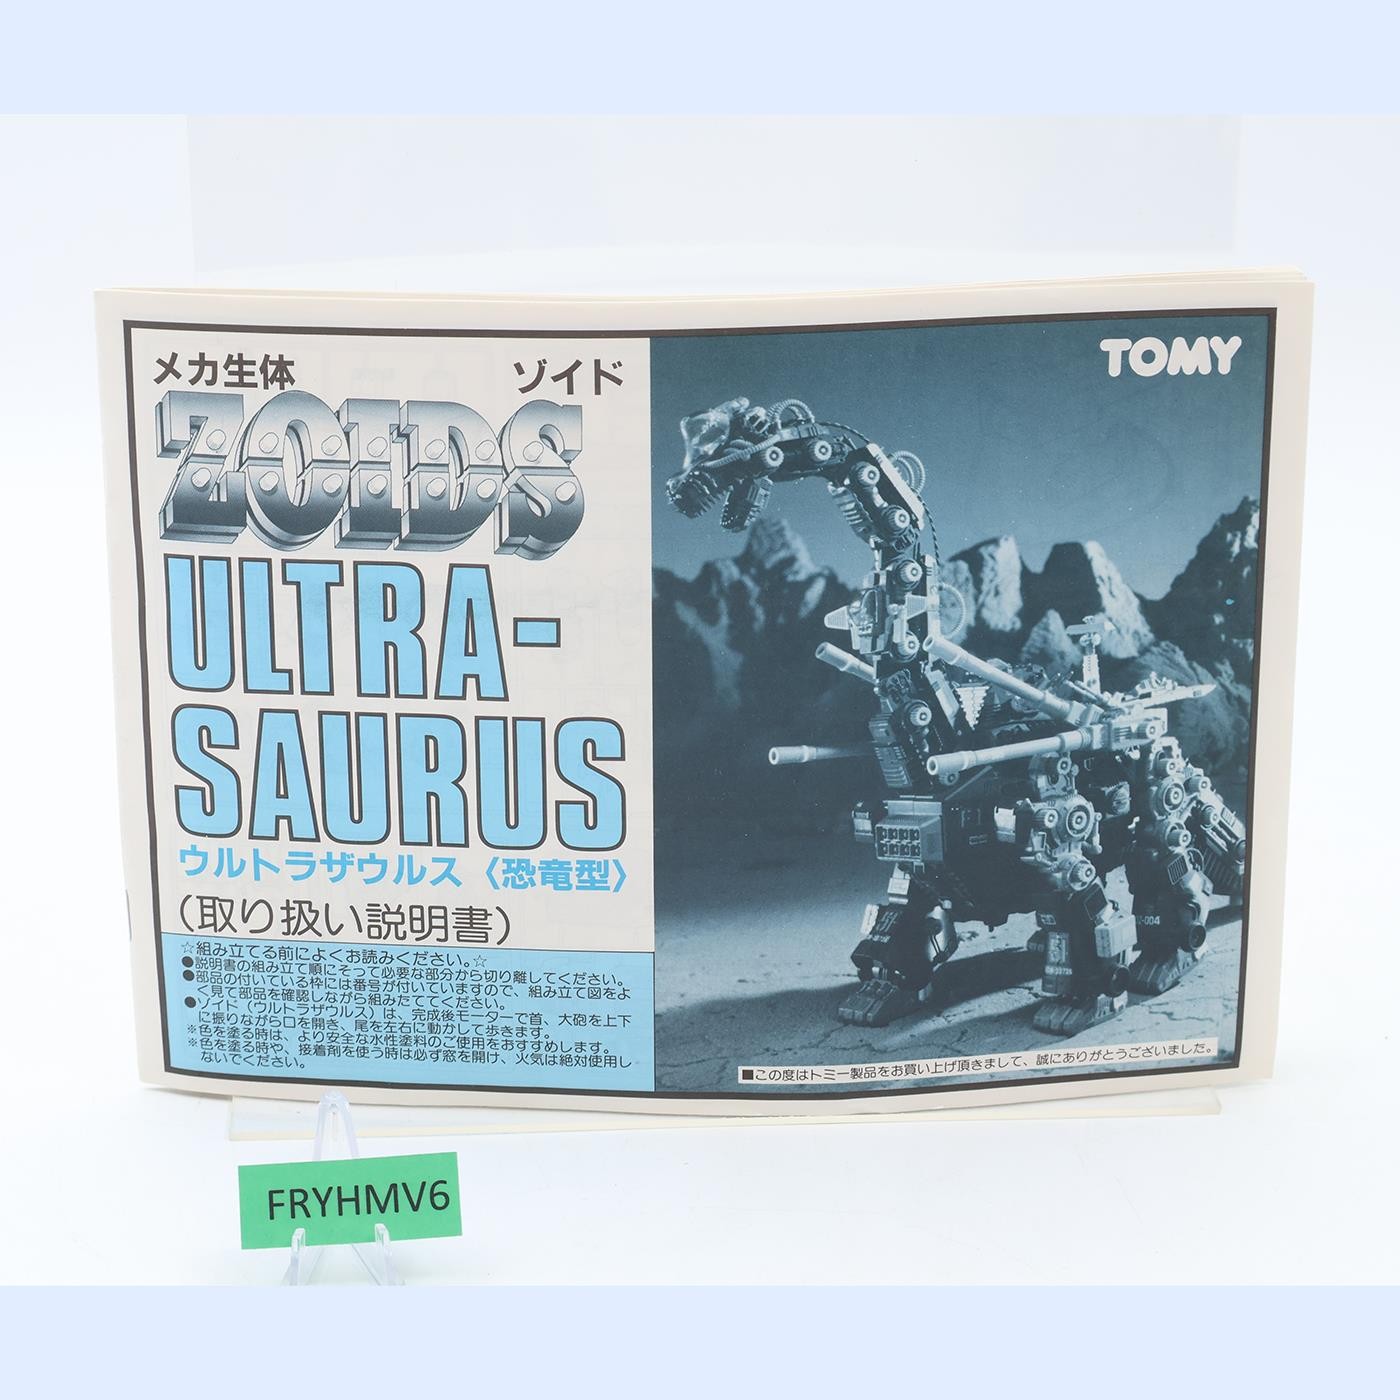 メカ生体 ゾイド
ZOIDS
ULTRA-
SAURUS
ウルトラザウルス〈恐竜型〉
(取り扱い説明書)
☆組み立てる前によくお読みください。☆
●説明書の組み立て順にそって必要な部分から切り離してください。
●部品の付いている枠には番号が付いていますので、組み立て図をよ
く見て部品を確認しながら組みたててください。
●ゾイド(ウルトラザウルス)は、完成後モーターで首、大砲を上下
に振りながら口を開き、尾を左右に動かして歩きます。
※色を塗る時は、より安全な水性塗料のご使用をおすすめします。
※色を塗る時や、接着剤を使う時は必ず窓を開け、火気は絶対使用し
ないでください。
TOMY
■この度はトミー製品をお買い上げ頂きまして、誠にありがとうございました。
FRYHMV6